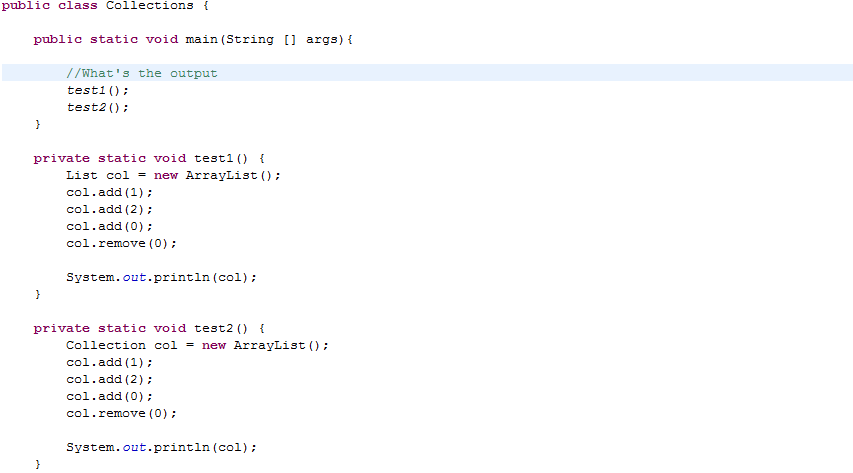 public class Collections {
public static void main(String [] args){
//What's the output
test1();
test2();
}
private static void test1() {
List col = new ArrayList();
col.add(1);
col.add(2);
col.add(0);
col.remove(0);
System.out.println(col);
}
private static void test2() {
Collection col = new ArrayList();
col.add(1);
col.add(2);
col.add(0);
col.remove(0);
System.out.println(col);
}